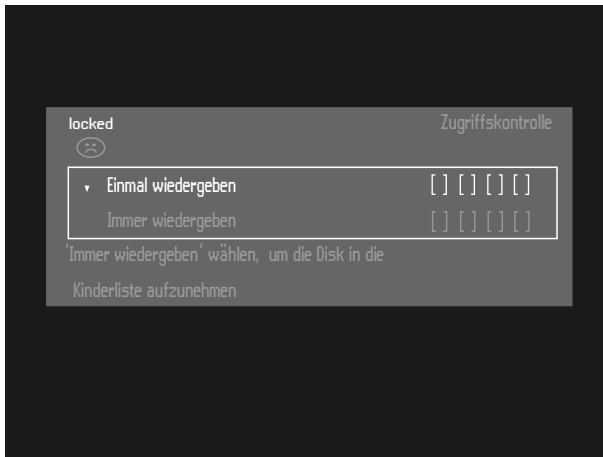 locked Zugriffskontrolle
Einmal wiedergeben [ ] [ ] [ ] [ ]
Immer wiedergeben [ ] [ ] [ ] [ ]
'Immer wiedergeben' wählen, um die Disk in die
Kinderliste aufzunehmen